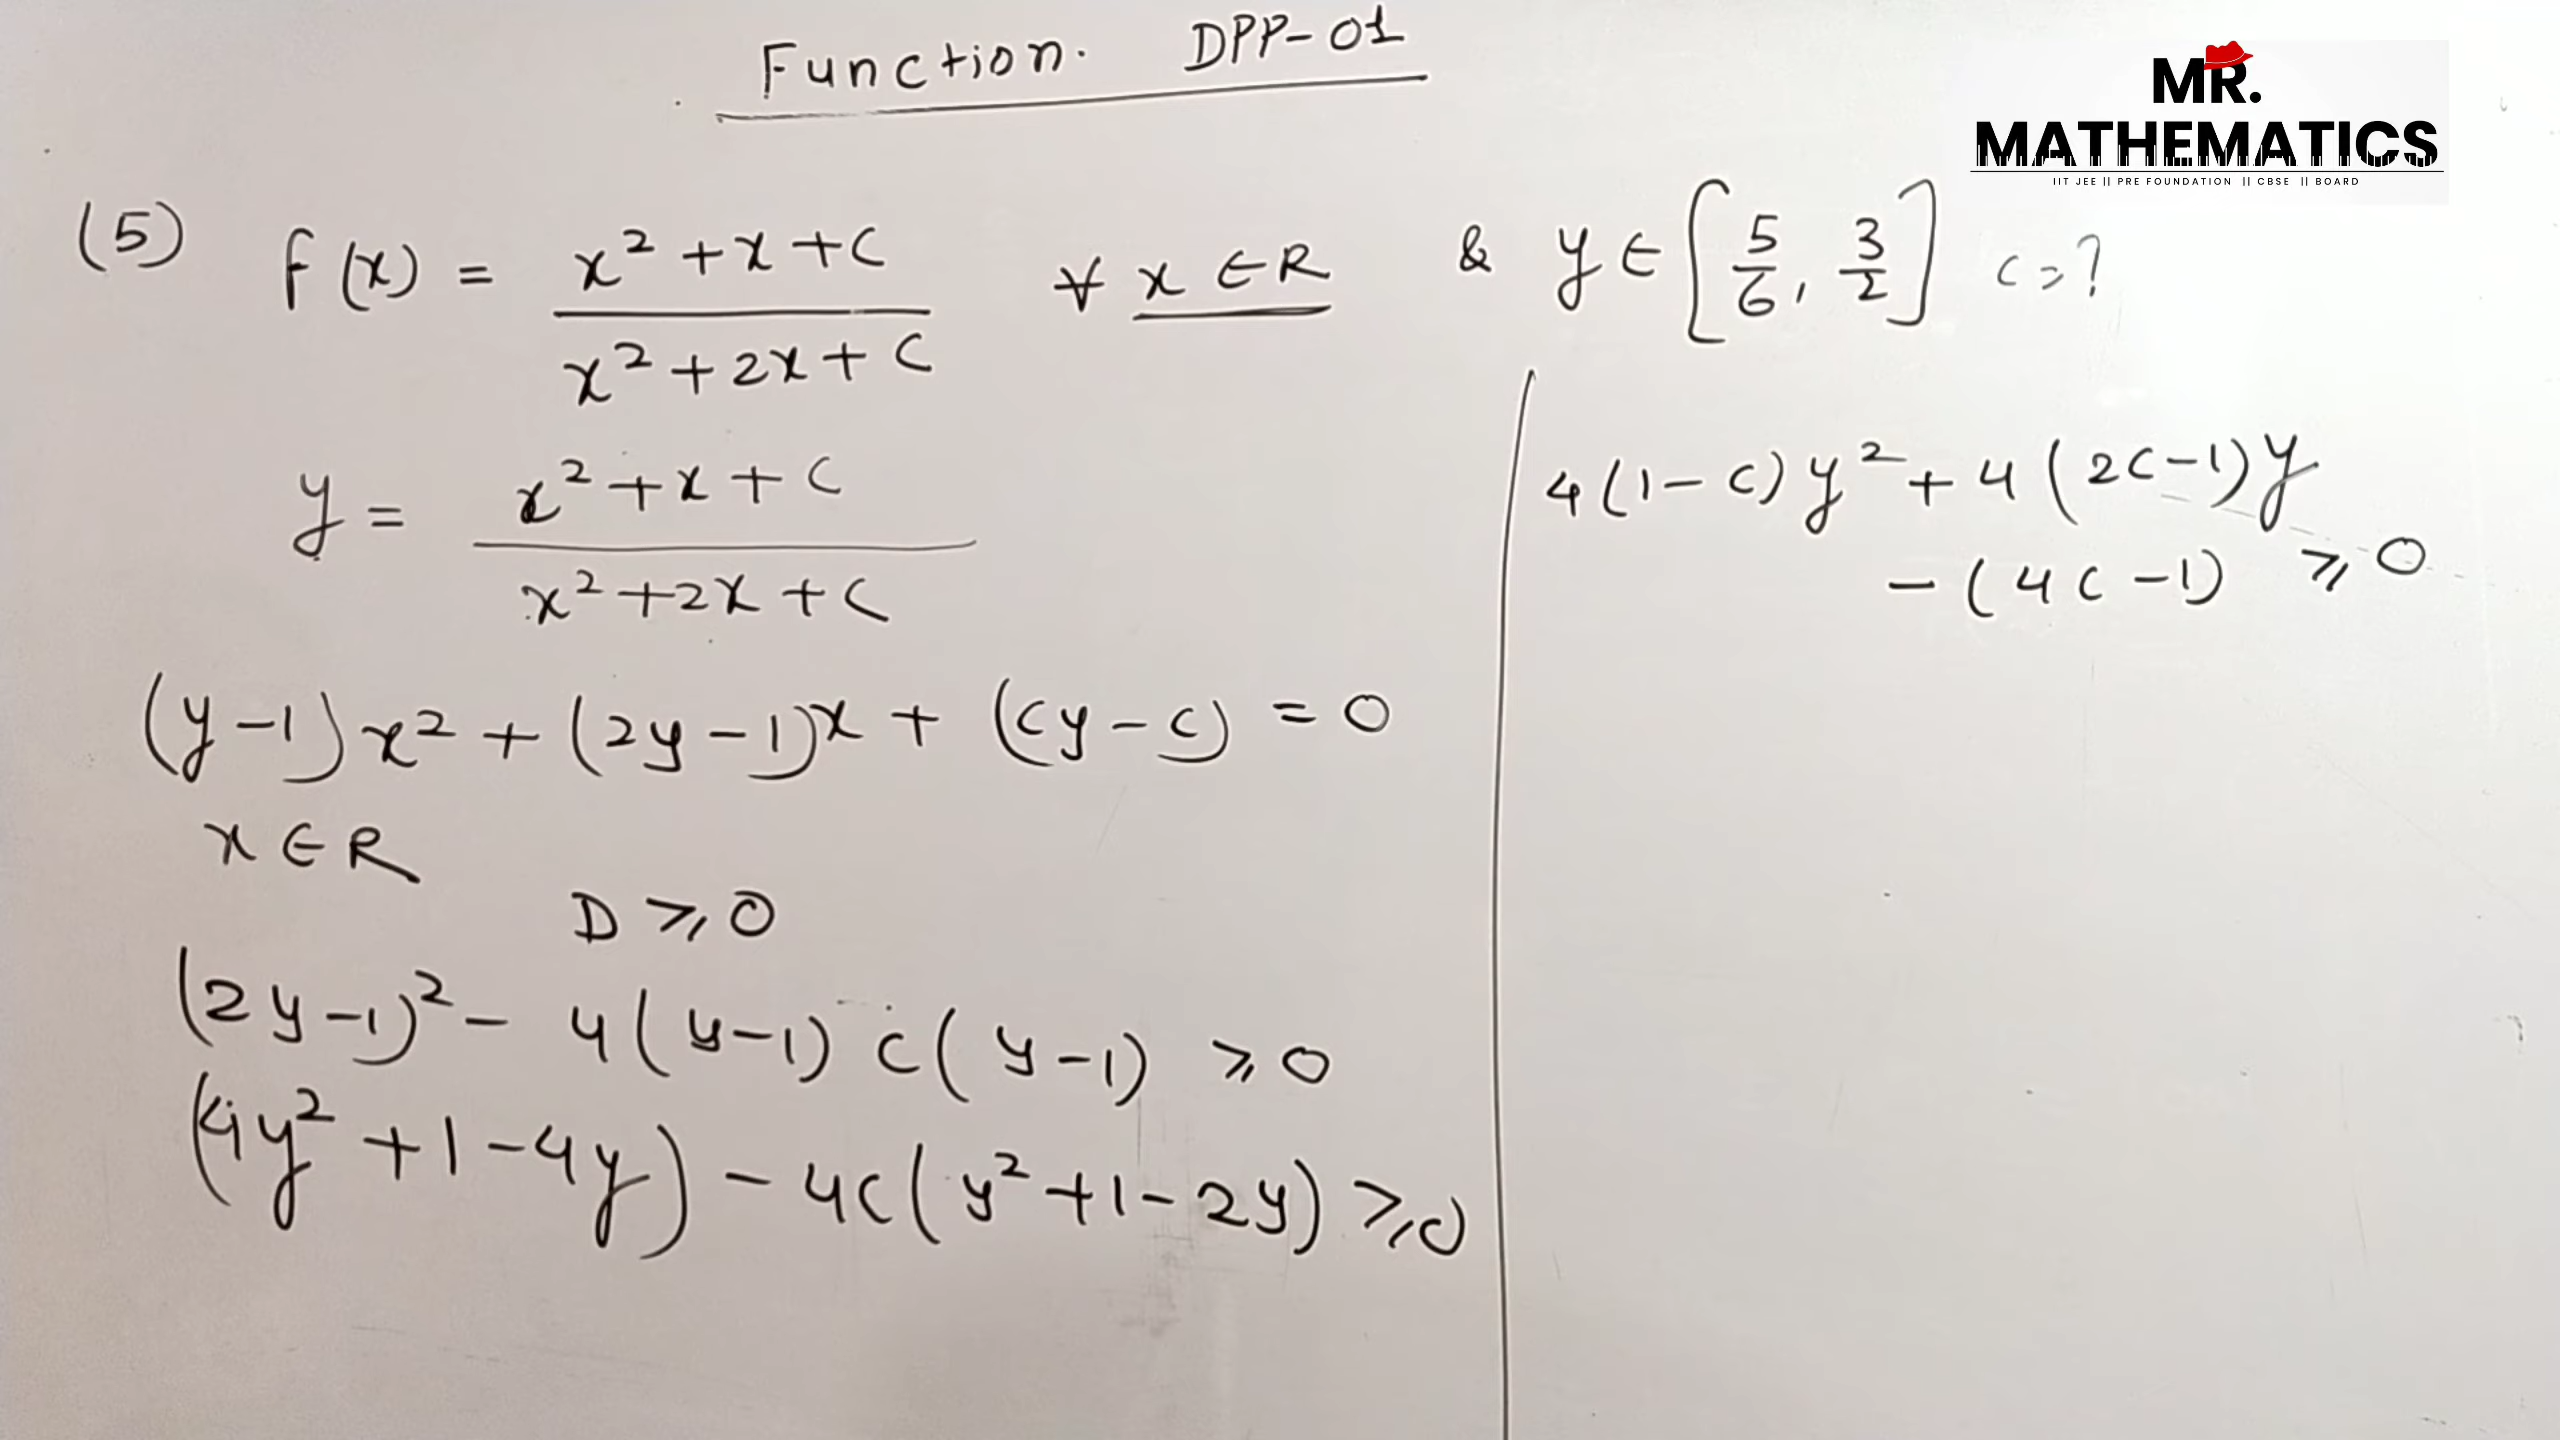 Function. DPP-01
MR.
MATHEMATICS
IIT JEE || PRE FOUNDATION || CBSE || BOARD
(5) f(x) = (x² + x + c)/(x² + 2x + c) ∀ x ∈ R & y ∈ [5/6, 3/2] c = ?
y = (x² + x + c)/(x² + 2x + c)
(y-1)x² + (2y-1)x + (cy-c) = 0
x ∈ R
D ≥ 0
(2y-1)² - 4(y-1) c(y-1) ≥ 0
(4y² + 1 - 4y) - 4c(y² + 1 - 2y) ≥ 0
4(1-c)y² + 4(2c-1)y
- (4c-1) ≥ 0